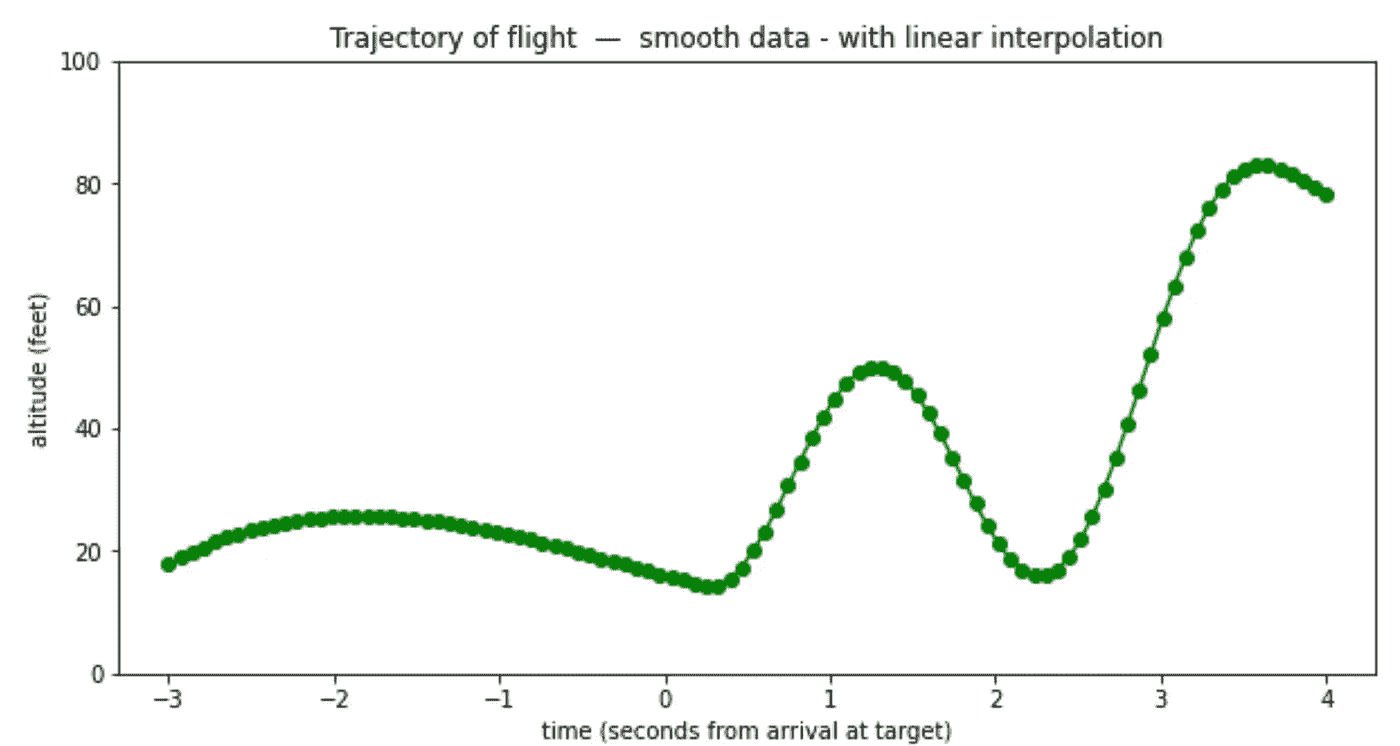 Trajectory of flight — smooth data - with linear interpolation
100
80
60
40
20
0
altitude (feet)
−3 −2 −1 0 1 2 3 4
time (seconds from arrival at target)